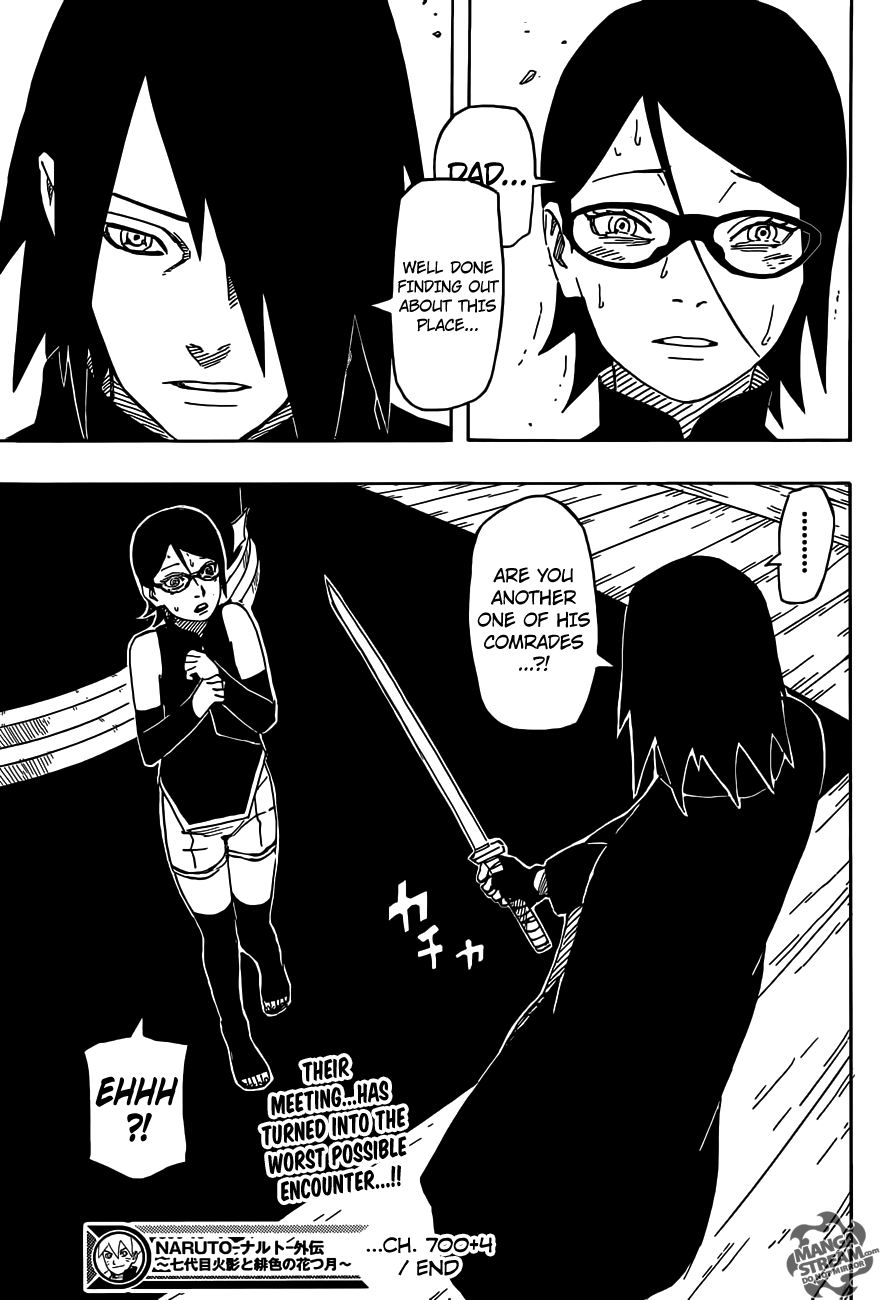 DAD...
WELL DONE
FINDING OUT
ABOUT THIS
PLACE...
.........
ARE YOU
ANOTHER
ONE OF HIS
COMRADES
...?!
カチャ
EHHH
?!
THEIR
MEETING...HAS
TURNED INTO THE
WORST POSSIBLE
ENCOUNTER...!!
NARUTO-ナルト-外伝
〜七代目火影と緋色の花つ月〜
...CH. 700+4
/ END
MANGA
STREAM.com
DO NOT MIRROR